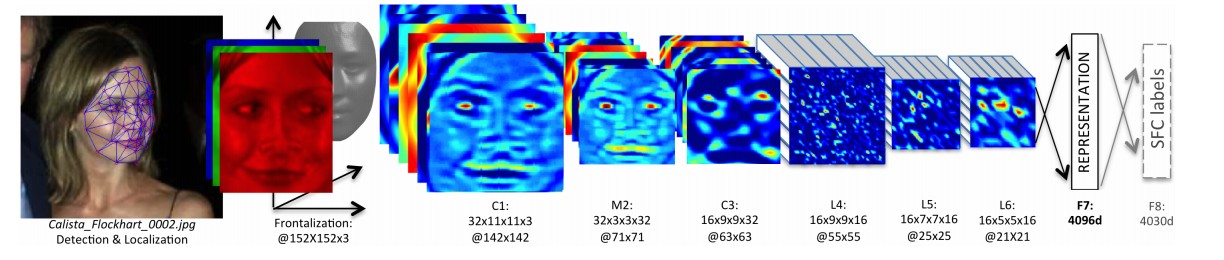 Calista_Flockhart_0002.jpg
Detection & Localization
Frontalization:
@152X152x3
C1:
32x11x11x3
@142x142
M2:
32x3x3x32
@71x71
C3:
16x9x9x32
@63x63
L4:
16x9x9x16
@55x55
L5:
16x7x7x16
@25x25
L6:
16x5x5x16
@21X21
REPRESENTATION
F7:
4096d
SFC labels
F8:
4030d